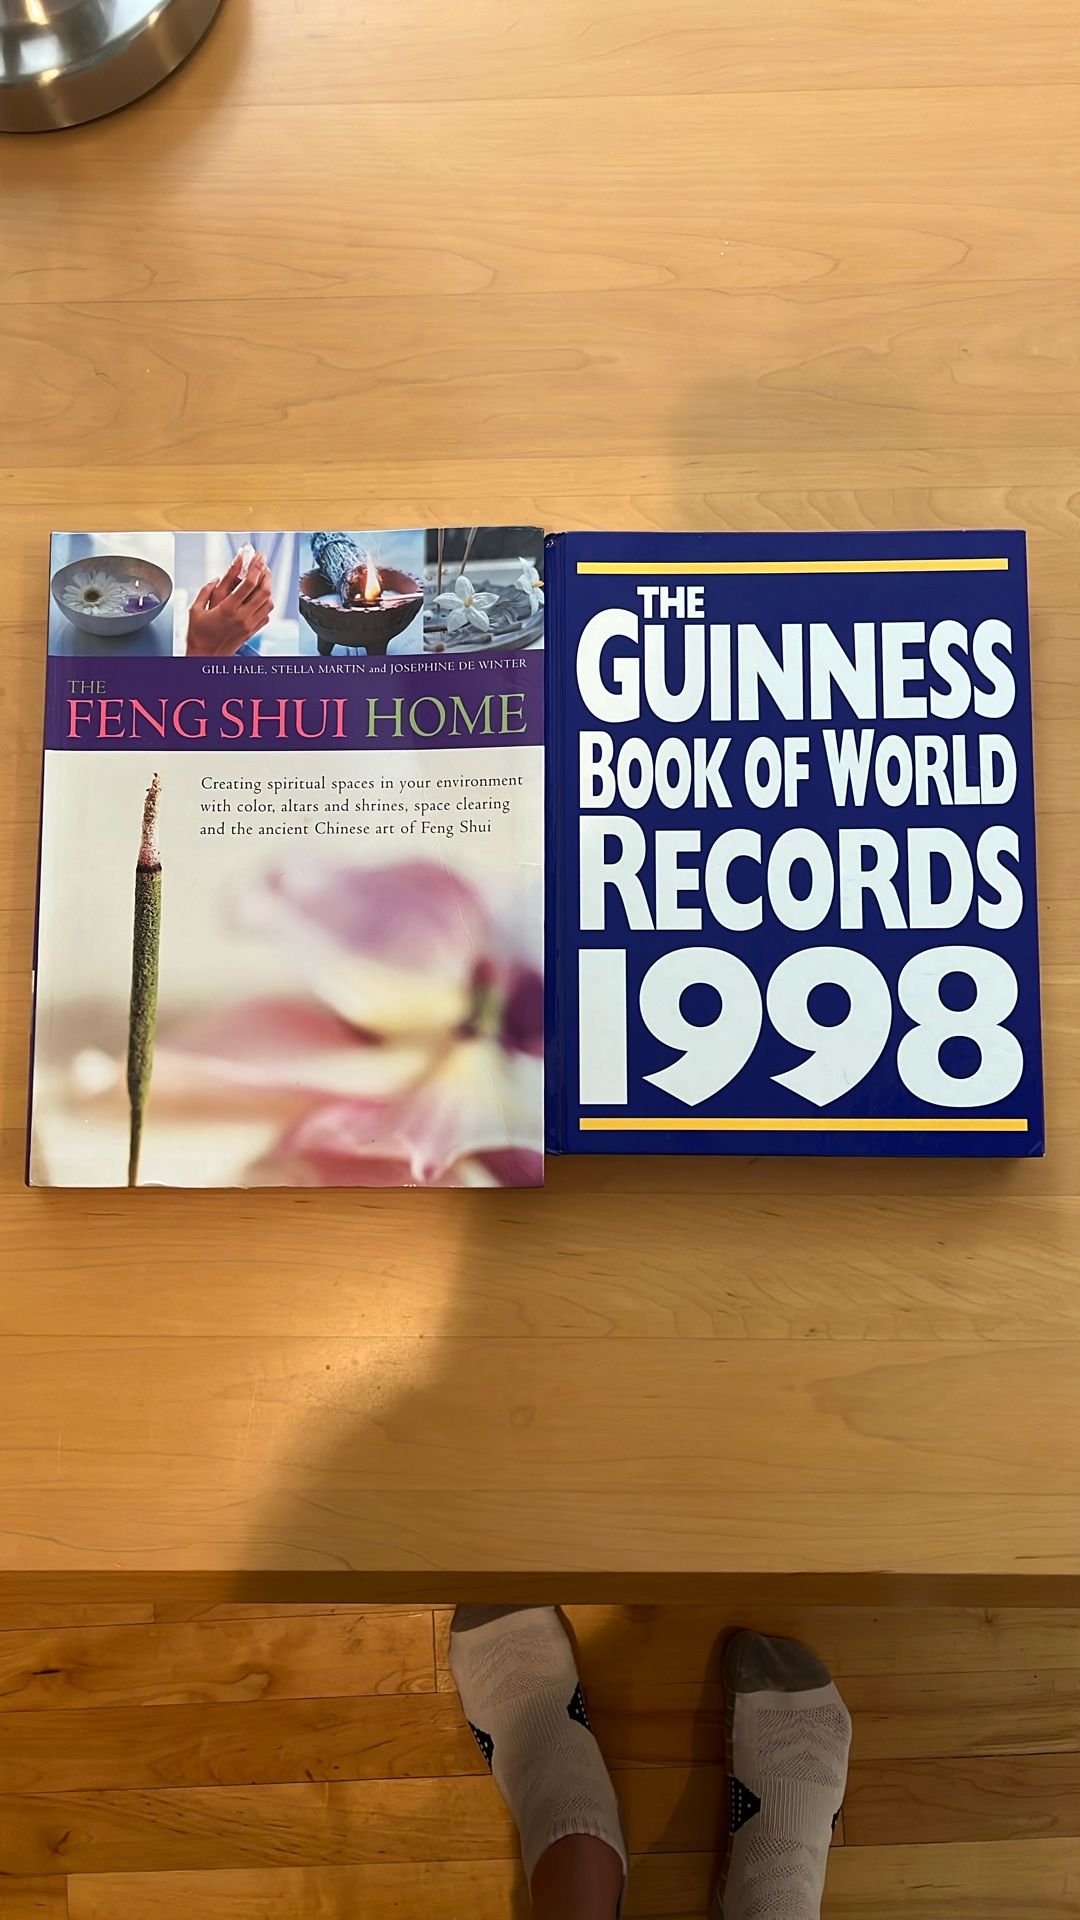 GILL HALE, STELLA MARTIN and JOSEPHINE DE WINTER
THE
FENG SHUI HOME
Creating spiritual spaces in your environment
with color, altars and shrines, space clearing
and the ancient Chinese art of Feng Shui
THE
GUINNESS
BOOK OF WORLD
RECORDS
1998